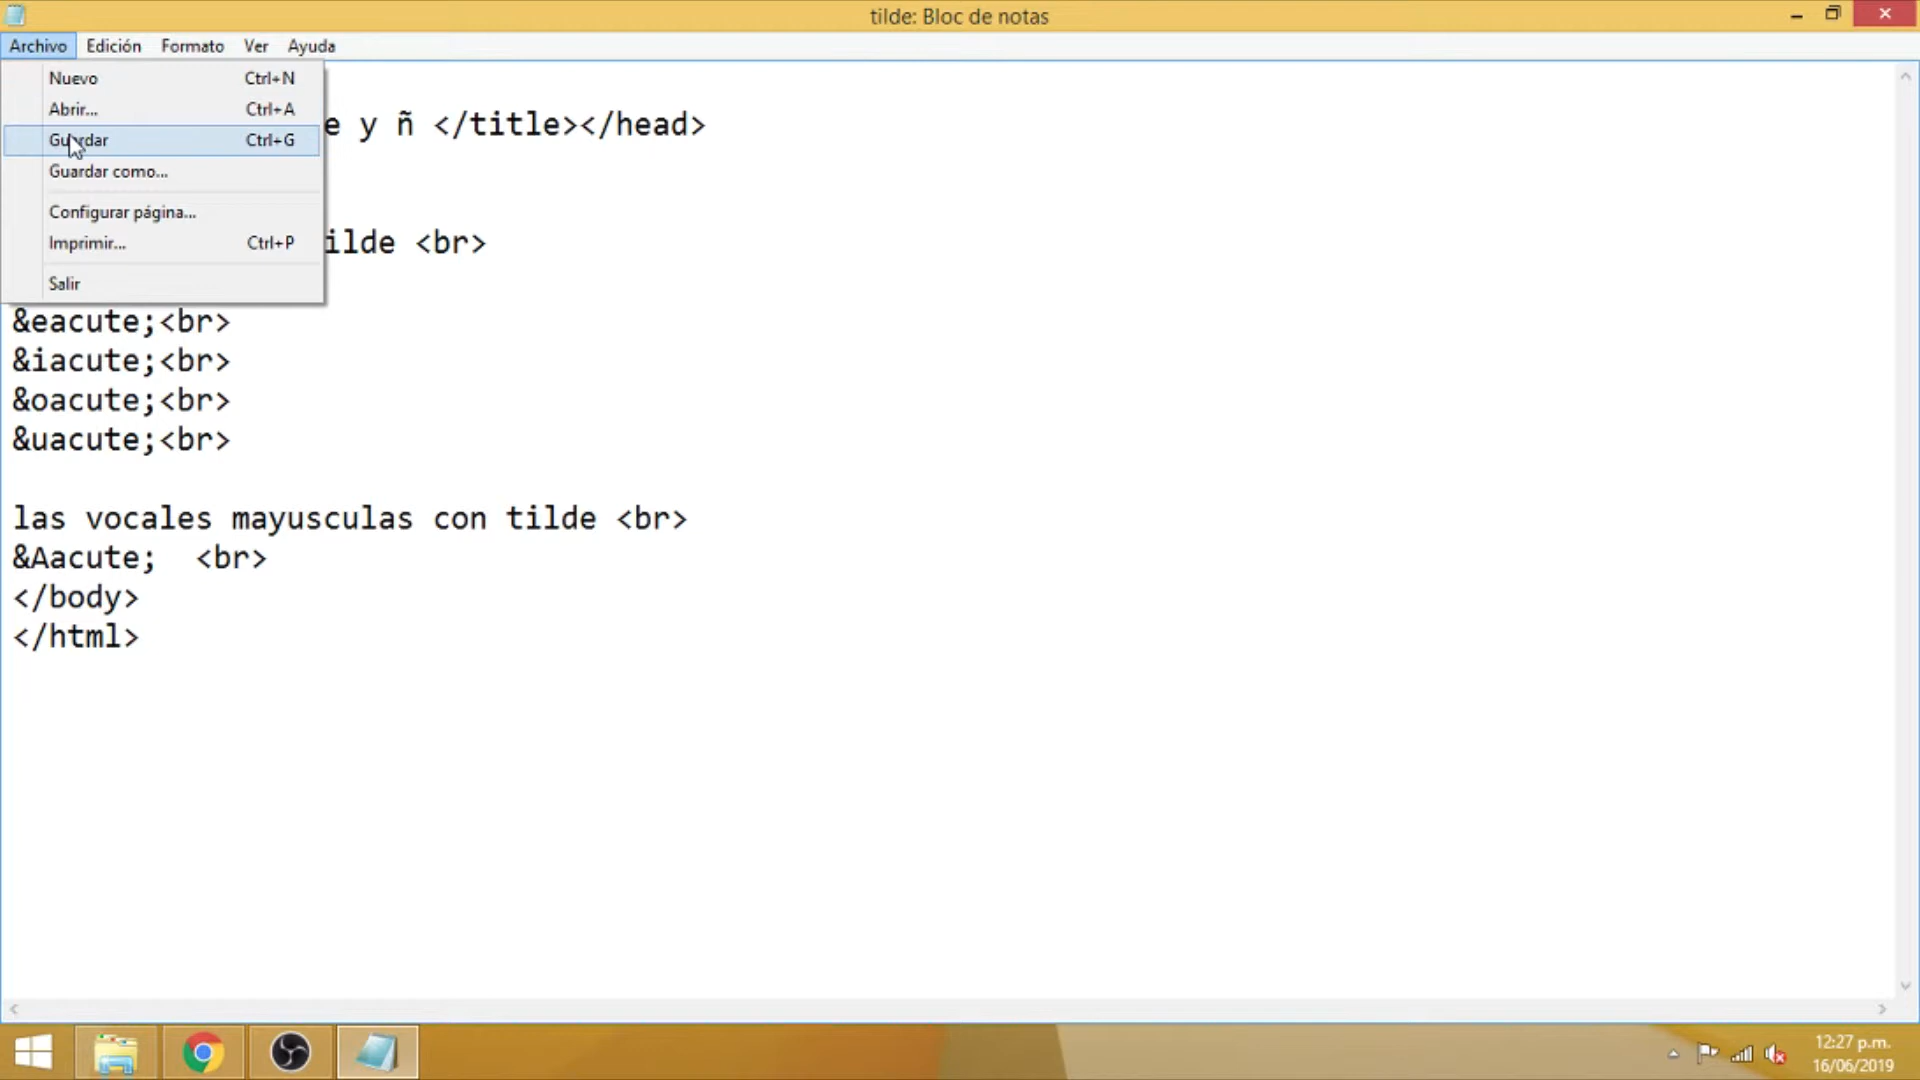 tilde: Bloc de notas
Archivo Edición Formato Ver Ayuda
Nuevo Ctrl+N
Abrir... Ctrl+A
Guardar Ctrl+G
Guardar como...
Configurar página...
Imprimir... Ctrl+P
Salir
e y ñ </title></head>
ilde <br>
&eacute;<br>
&iacute;<br>
&oacute;<br>
&uacute;<br>
las vocales mayusculas con tilde <br>
&Aacute;  <br>
</body>
</html>
12:27 p.m.
16/06/2019